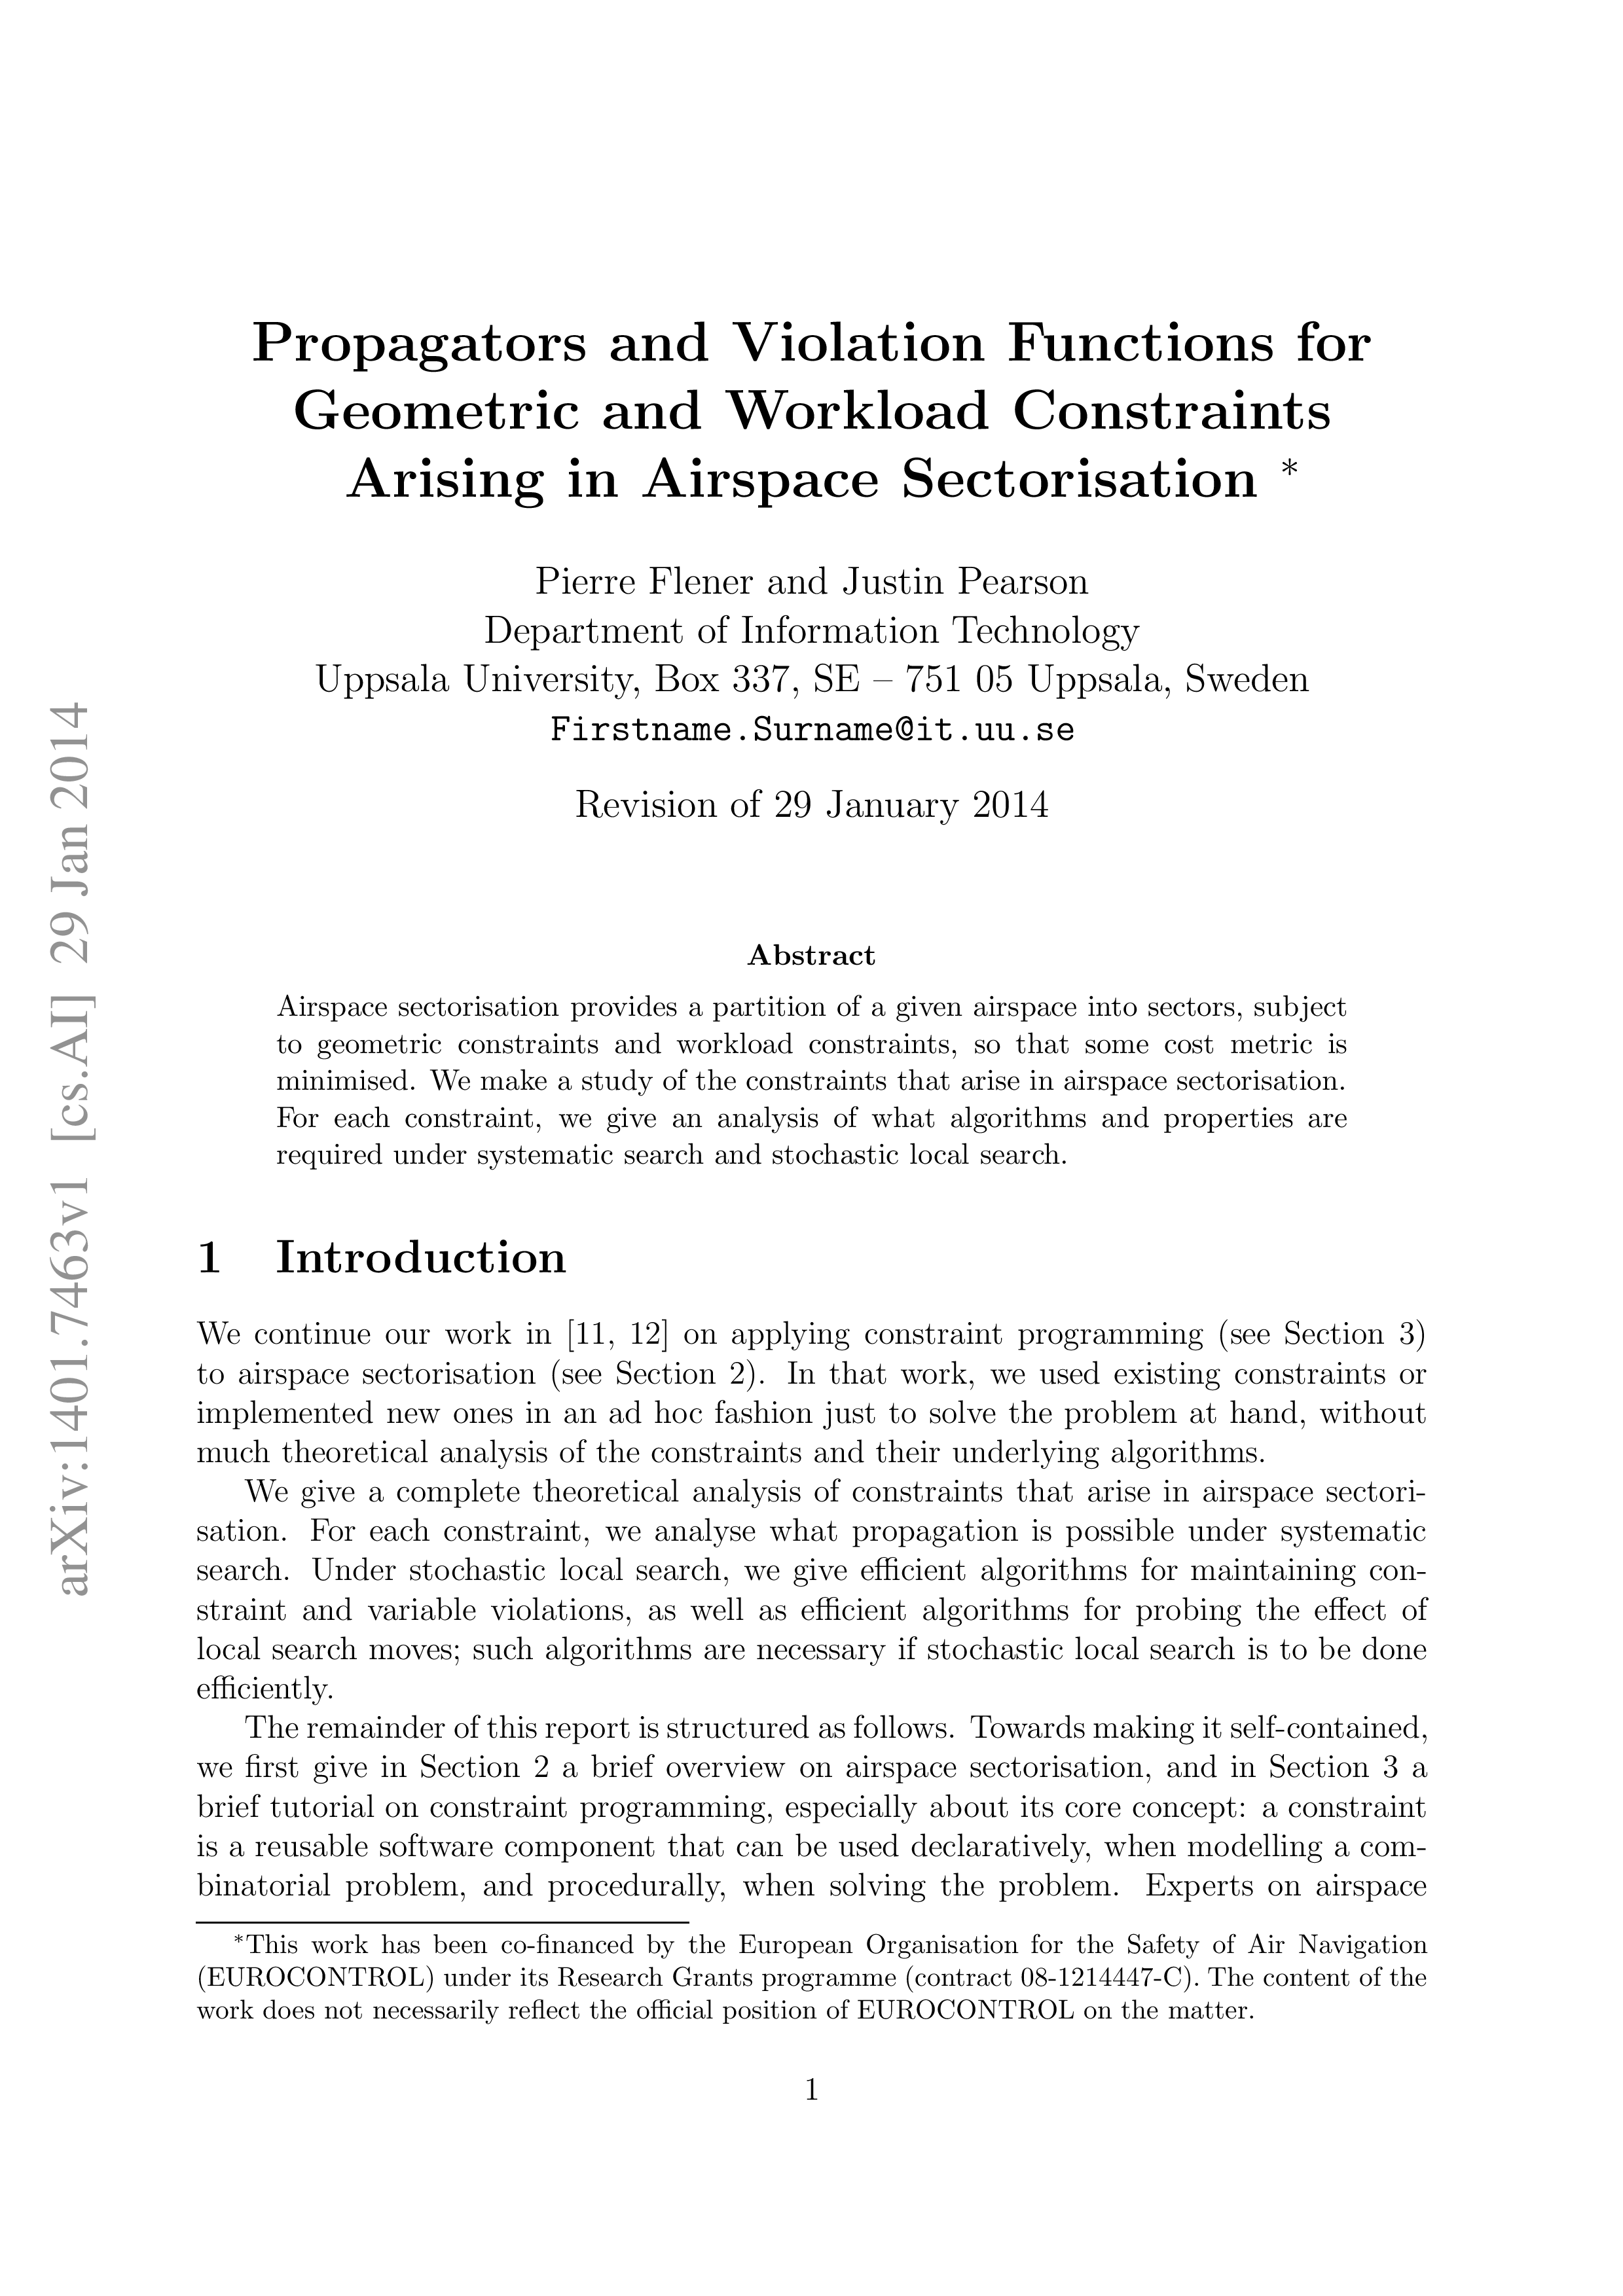 Propagators and Violation Functions for
Geometric and Workload Constraints
Arising in Airspace Sectorisation *
Pierre Flener and Justin Pearson
Department of Information Technology
Uppsala University, Box 337, SE – 751 05 Uppsala, Sweden
Firstname.Surname@it.uu.se
Revision of 29 January 2014
arXiv:1401.7463v1 [cs.AI] 29 Jan 2014
Abstract
Airspace sectorisation provides a partition of a given airspace into sectors, subject
to geometric constraints and workload constraints, so that some cost metric is
minimised. We make a study of the constraints that arise in airspace sectorisation.
For each constraint, we give an analysis of what algorithms and properties are
required under systematic search and stochastic local search.
1 Introduction
We continue our work in [11, 12] on applying constraint programming (see Section 3)
to airspace sectorisation (see Section 2). In that work, we used existing constraints or
implemented new ones in an ad hoc fashion just to solve the problem at hand, without
much theoretical analysis of the constraints and their underlying algorithms.
We give a complete theoretical analysis of constraints that arise in airspace sectori-
sation. For each constraint, we analyse what propagation is possible under systematic
search. Under stochastic local search, we give efficient algorithms for maintaining con-
straint and variable violations, as well as efficient algorithms for probing the effect of
local search moves; such algorithms are necessary if stochastic local search is to be done
efficiently.
The remainder of this report is structured as follows. Towards making it self-contained,
we first give in Section 2 a brief overview on airspace sectorisation, and in Section 3 a
brief tutorial on constraint programming, especially about its core concept: a constraint
is a reusable software component that can be used declaratively, when modelling a com-
binatorial problem, and procedurally, when solving the problem. Experts on airspace
*This work has been co-financed by the European Organisation for the Safety of Air Navigation
(EUROCONTROL) under its Research Grants programme (contract 08-1214447-C). The content of the
work does not necessarily reflect the official position of EUROCONTROL on the matter.
1